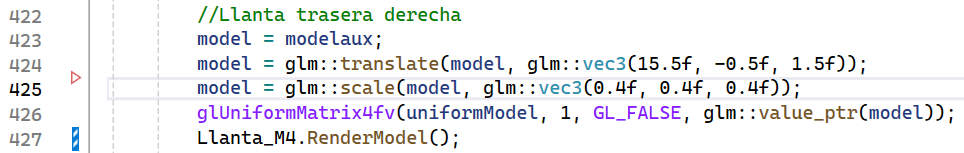 422 //Llanta trasera derecha
423 model = modelaux;
424 model = glm::translate(model, glm::vec3(15.5f, -0.5f, 1.5f));
425 model = glm::scale(model, glm::vec3(0.4f, 0.4f, 0.4f));
426 glUniformMatrix4fv(uniformModel, 1, GL_FALSE, glm::value_ptr(model));
427 Llanta_M4.RenderModel();